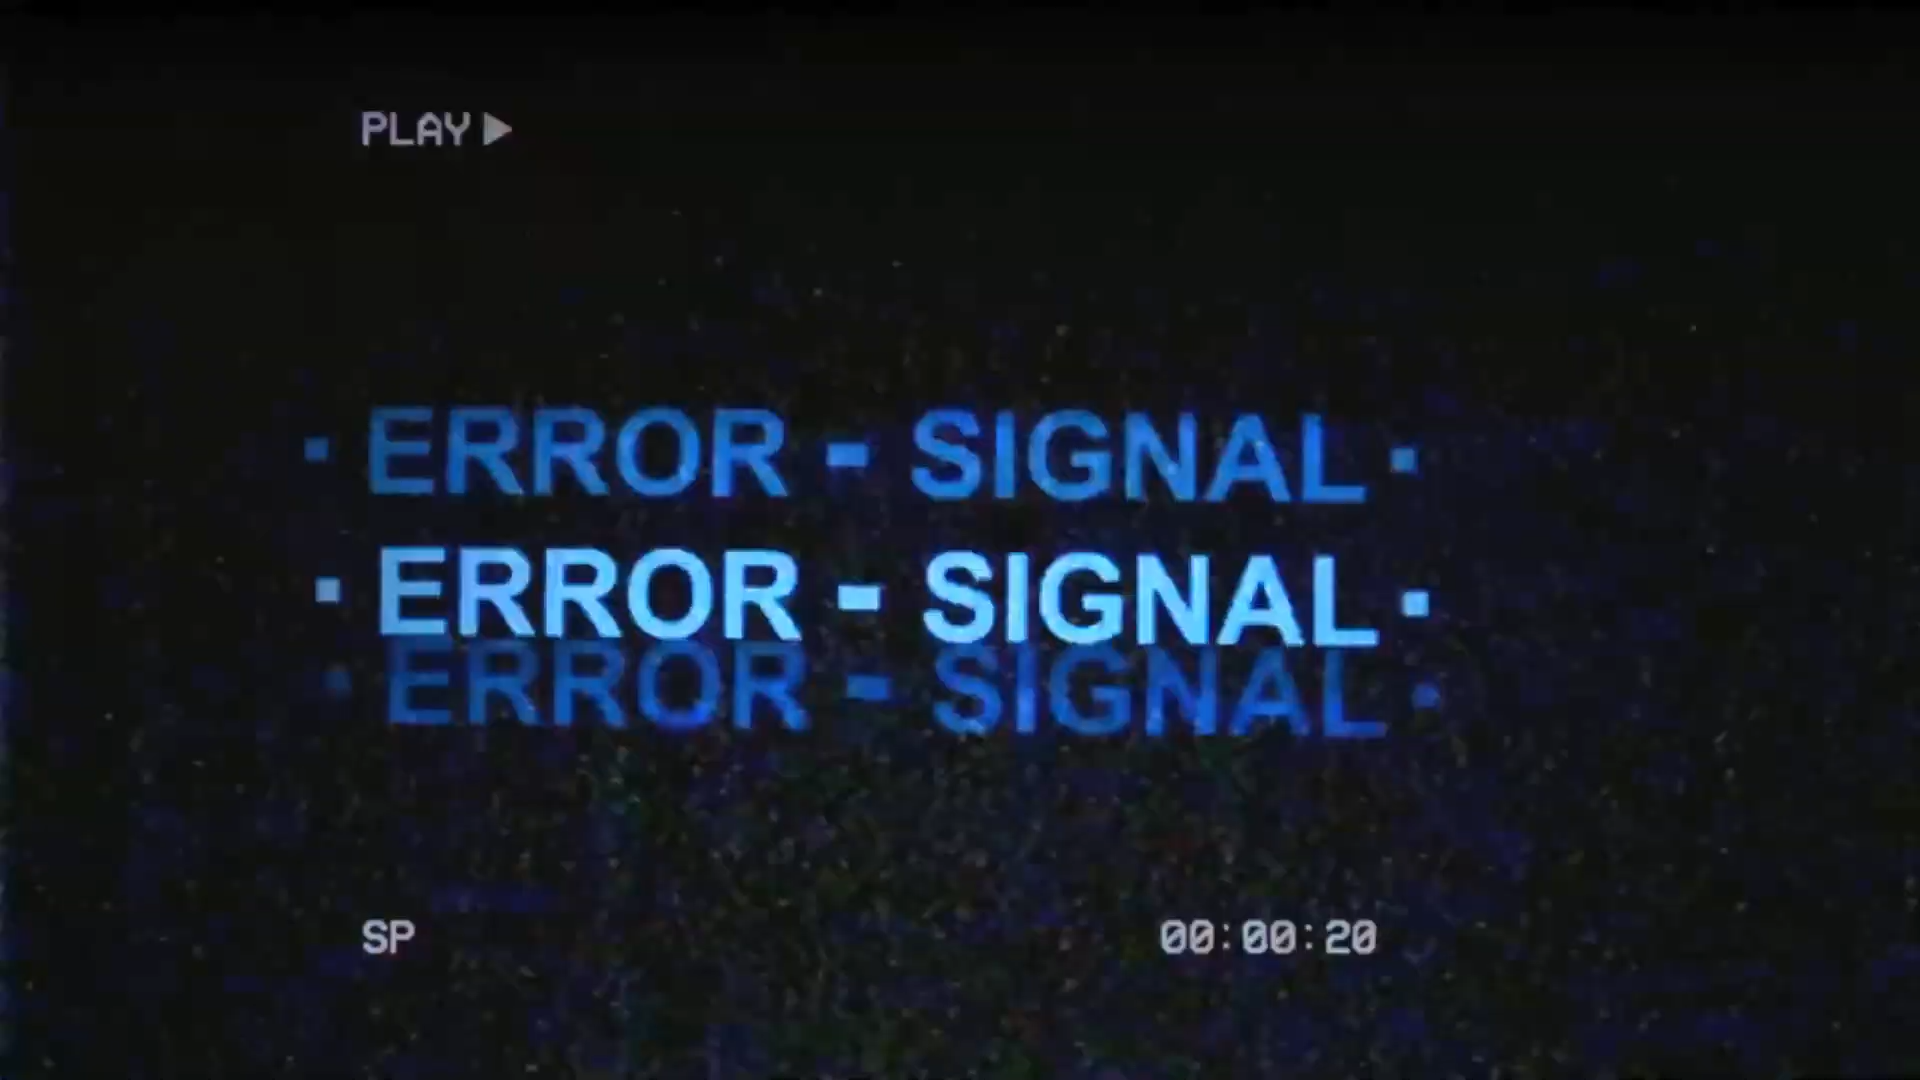 PLAY ▶
▪ ERROR - SIGNAL ▪
▪ ERROR - SIGNAL ▪
▪ ERROR - SIGNAL ▪
SP
00:00:20